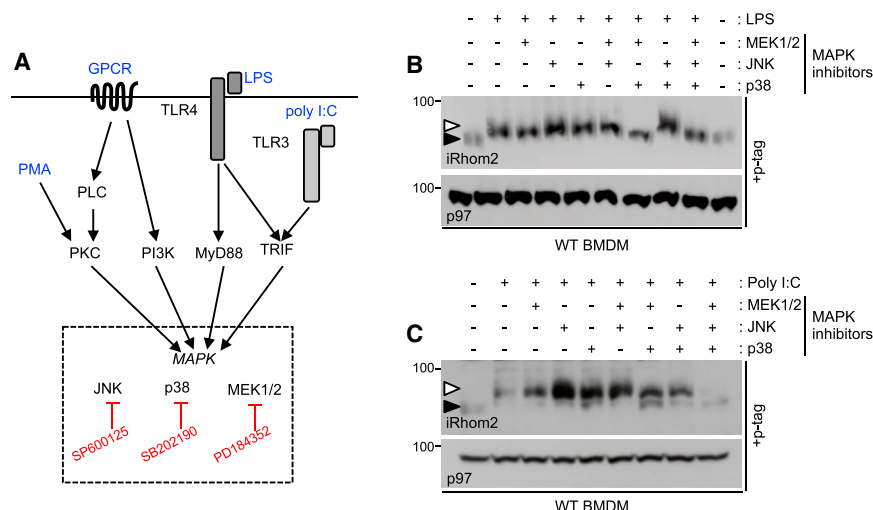 A
GPCR
LPS
TLR4
poly I:C
TLR3
PMA
PLC
PKC
PI3K
MyD88
TRIF
MAPK
JNK
p38
MEK1/2
SP600125
SB202190
PD184352
B
- + + + + + + + + - : LPS
- - + - - + + - + - : MEK1/2
- - - + - + - + + - : JNK
- - - - + - + + + - : p38
MAPK
inhibitors
100
iRhom2
100
p97
+p-tag
WT BMDM
C
- + + + + + + + + : Poly I:C
- - + - - + + - + : MEK1/2
- - - + - + - + + : JNK
- - - - + - + + + : p38
MAPK
inhibitors
100
iRhom2
100
p97
+p-tag
WT BMDM